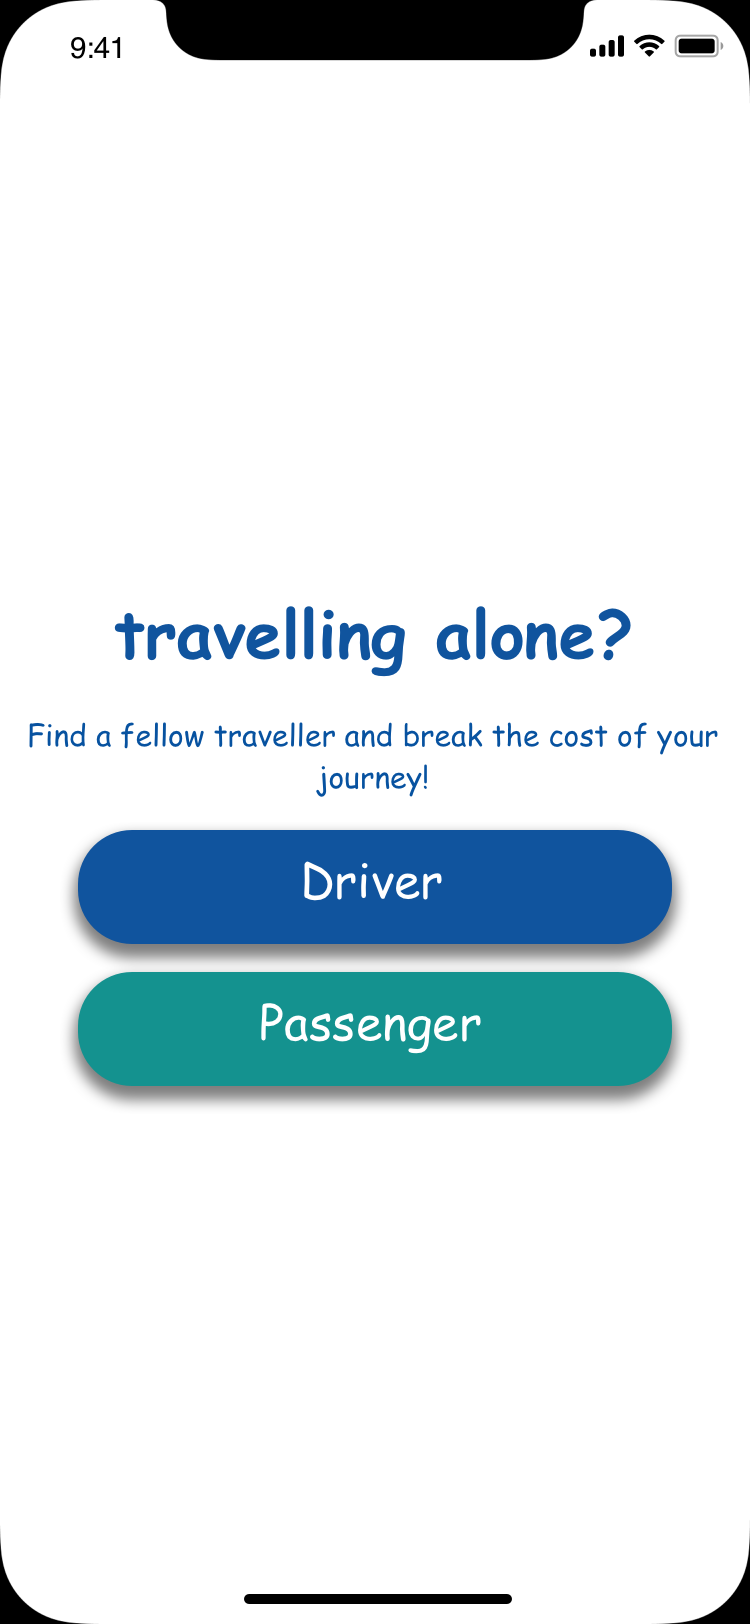 9:41
travelling alone?
Find a fellow traveller and break the cost of your
journey!
Driver
Passenger